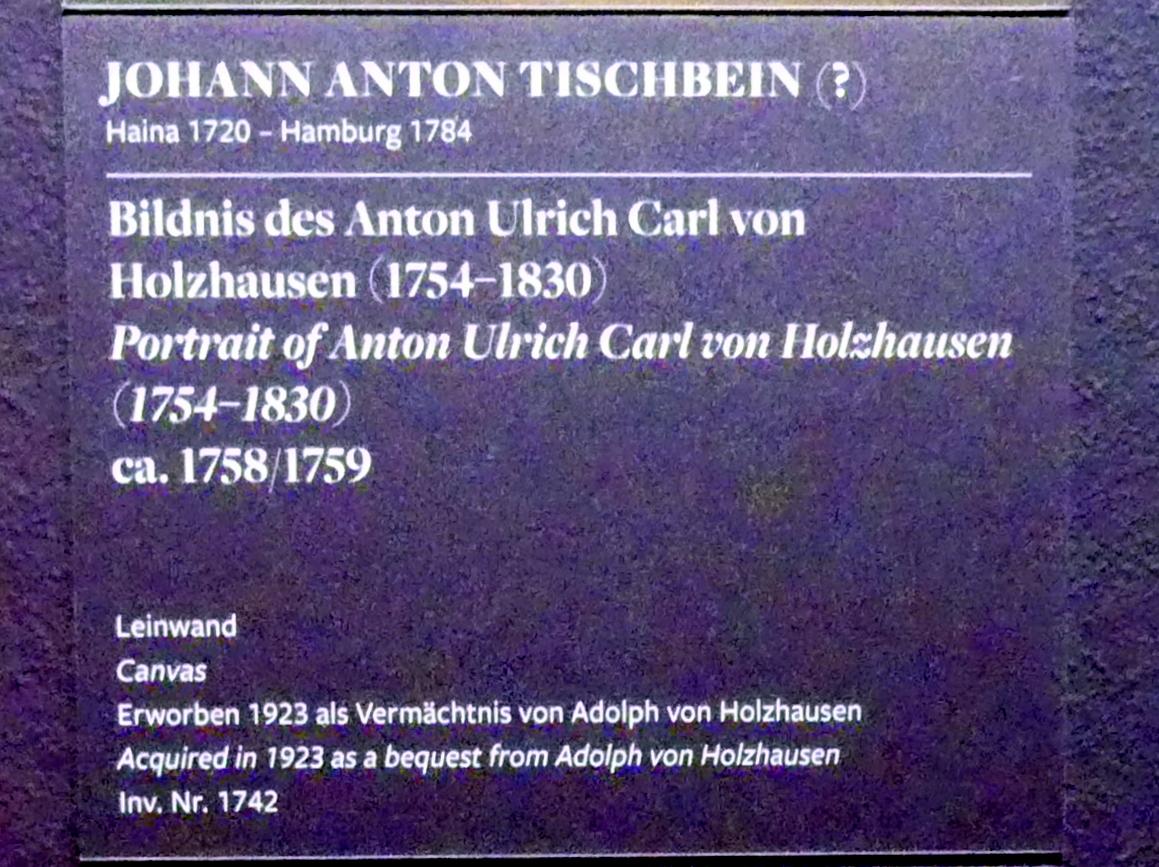 JOHANN ANTON TISCHBEIN (?)
Haina 1720 – Hamburg 1784
Bildnis des Anton Ulrich Carl von
Holzhausen (1754–1830)
Portrait of Anton Ulrich Carl von Holzhausen
(1754–1830)
ca. 1758/1759
Leinwand
Canvas
Erworben 1923 als Vermächtnis von Adolph von Holzhausen
Acquired in 1923 as a bequest from Adolph von Holzhausen
Inv. Nr. 1742